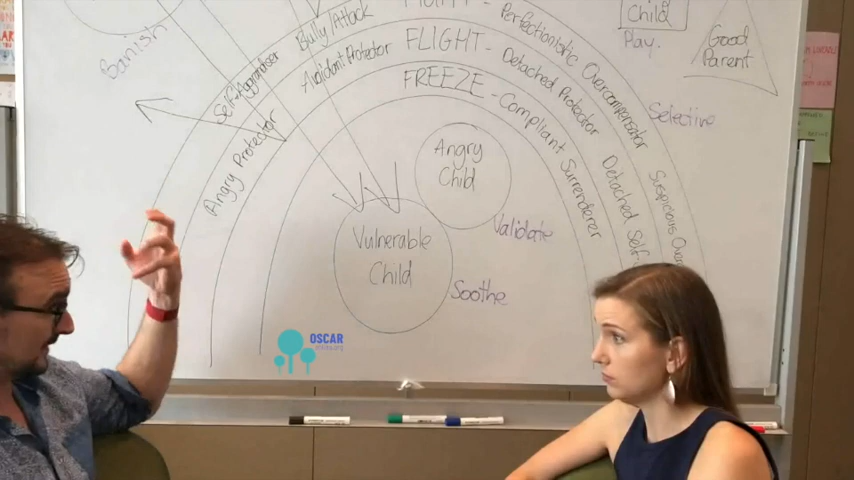 Child
Play.
Good
Parent
Banish
Bully/Attack
Perfectionistic Overcompensator
Self-Aggrandiser
Avoidant Protector
FLIGHT - Detached Protector
Selective
FREEZE - Compliant Surrenderer
Angry Protector
Angry
Child
Detached Self-
Suspicious Over
Vulnerable
Child
Validate
Soothe
OSCAR